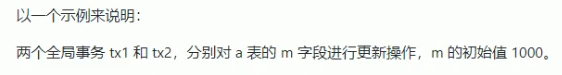 以一个示例来说明：
两个全局事务 tx1 和 tx2，分别对 a 表的 m 字段进行更新操作，m 的初始值 1000。